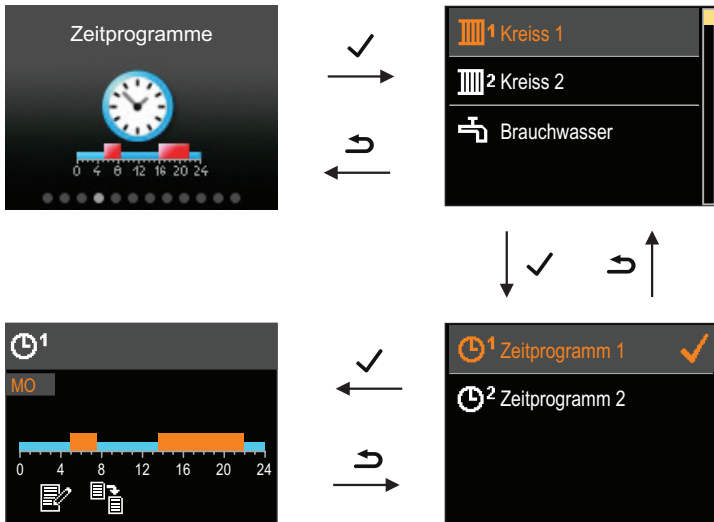 Zeitprogramme
0 4 8 12 16 20 24
1 Kreiss 1
2 Kreiss 2
Brauchwasser
1
MO
0 4 8 12 16 20 24
1 Zeitprogramm 1
2 Zeitprogramm 2